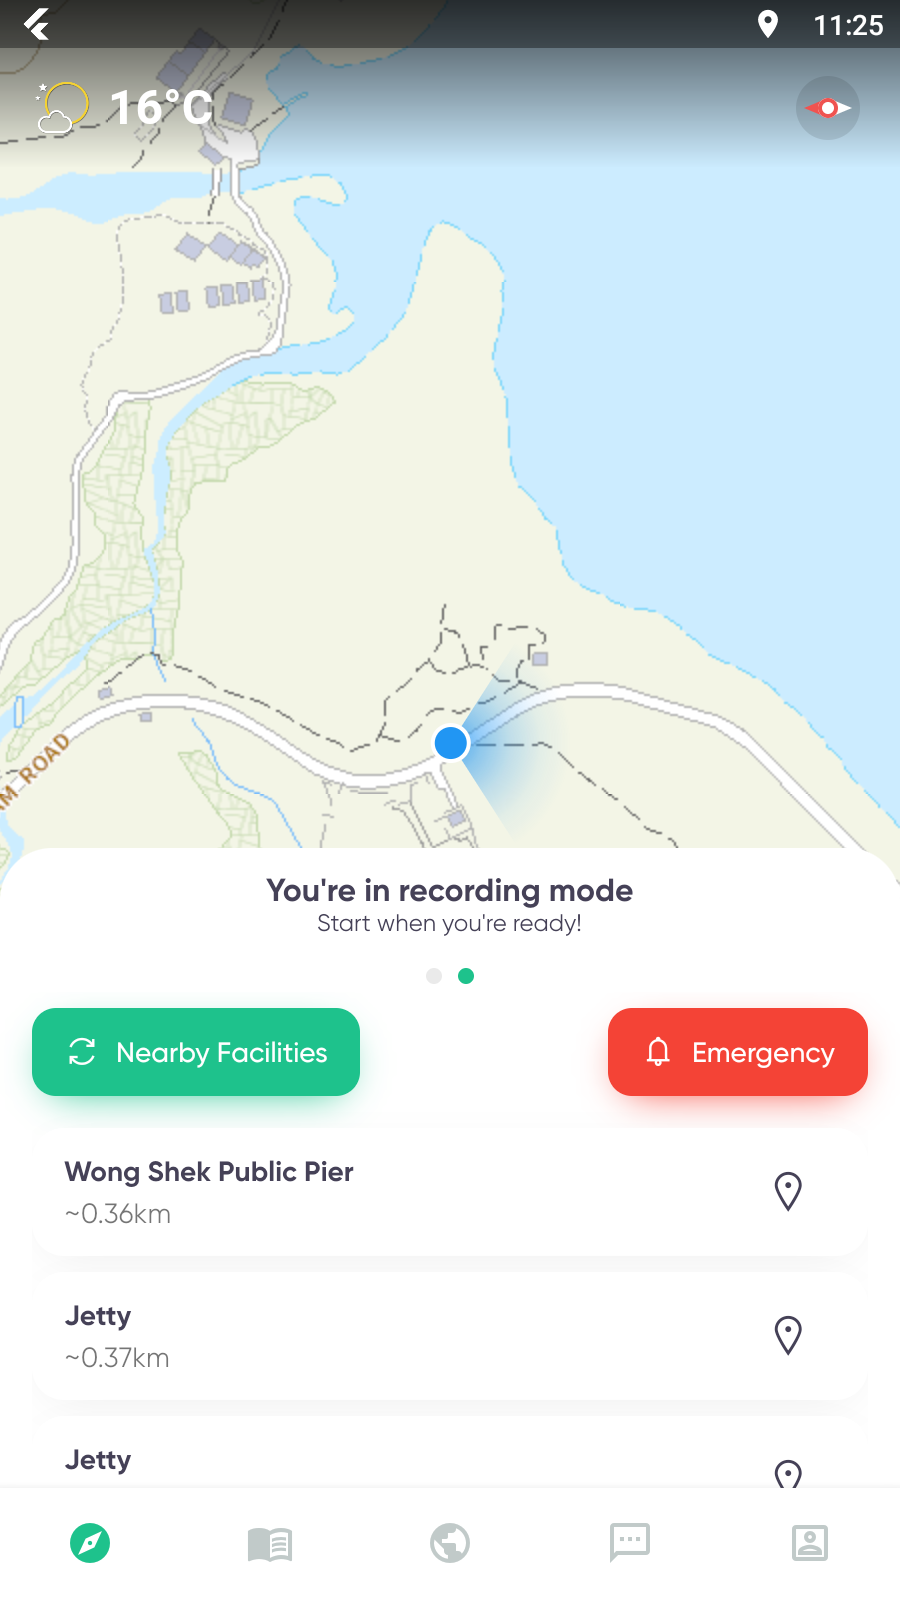 11:25
16°C
AM ROAD
You're in recording mode
Start when you're ready!
Nearby Facilities
Emergency
Wong Shek Public Pier
~0.36km
Jetty
~0.37km
Jetty